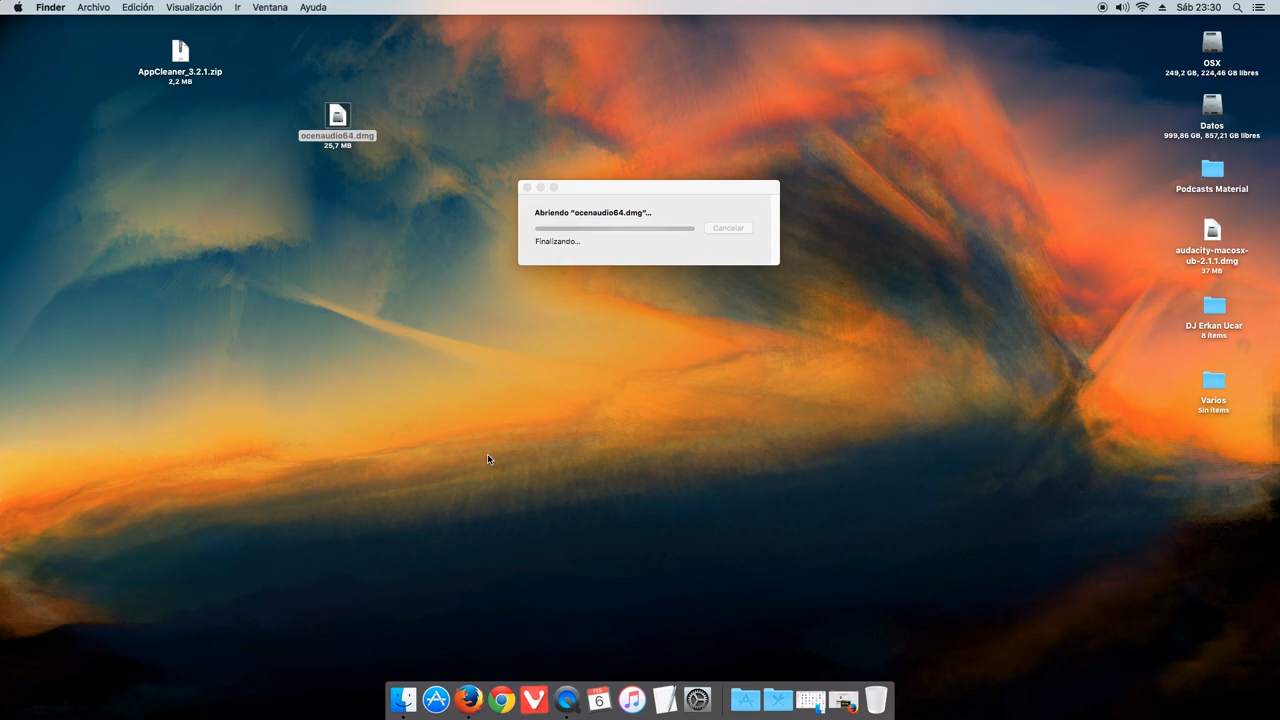 Finder Archivo Edición Visualización Ir Ventana Ayuda
Sáb 23:30
AppCleaner_3.2.1.zip
2,2 MB
ocenaudio64.dmg
25,7 MB
Abriendo “ocenaudio64.dmg”...
Cancelar
Finalizando...
OSX
249,2 GB, 224,46 GB libres
Datos
999,86 GB, 857,21 GB libres
Podcasts Material
audacity-macosx-
ub-2.1.1.dmg
37 MB
DJ Erkan Ucar
8 ítems
Varios
Sin ítems
FEB
6